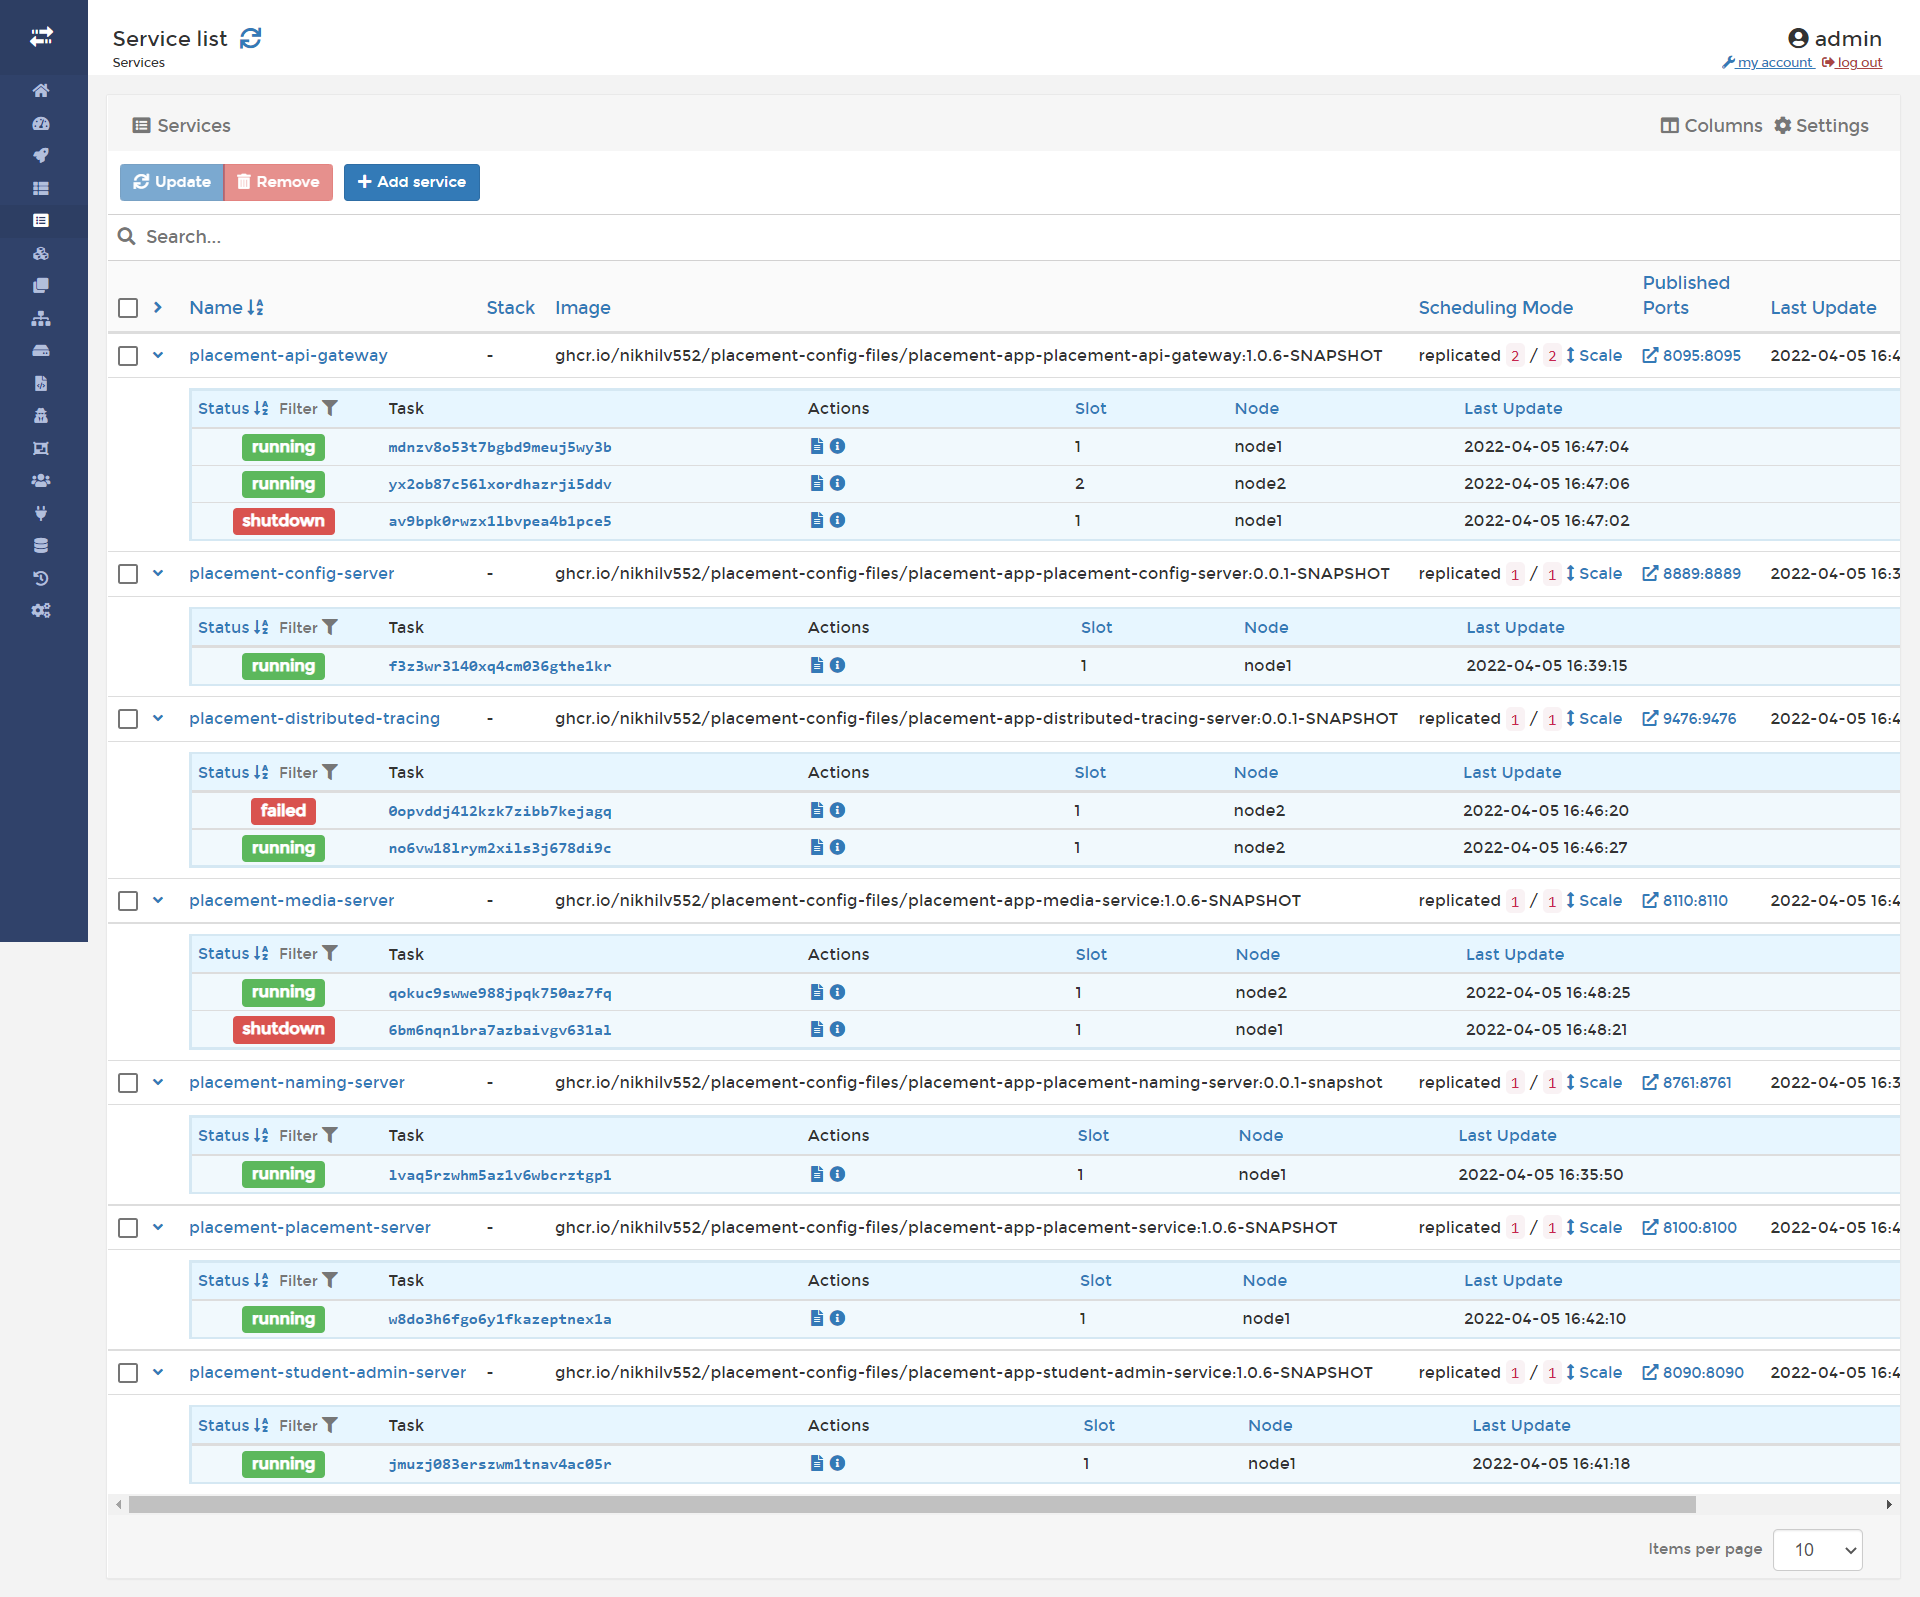 Service list
Services
admin
my account log out
Services
Columns Settings
Update Remove Add service
Search...
Name Stack Image Scheduling Mode Published Ports Last Update
placement-api-gateway - ghcr.io/nikhilv552/placement-config-files/placement-app-placement-api-gateway:1.0.6-SNAPSHOT replicated 2 / 2 Scale 8095:8095 2022-04-05 16:4
Status Filter Task Actions Slot Node Last Update
running mdnzv8o53t7bgbd9meuj5wy3b 1 node1 2022-04-05 16:47:04
running yx2ob87c56lxordhazrji5ddv 2 node2 2022-04-05 16:47:06
shutdown av9bpk0rwzx1lbvpea4b1pce5 1 node1 2022-04-05 16:47:02
placement-config-server - ghcr.io/nikhilv552/placement-config-files/placement-app-placement-config-server:0.0.1-SNAPSHOT replicated 1 / 1 Scale 8889:8889 2022-04-05 16:3
Status Filter Task Actions Slot Node Last Update
running f3z3wr3140xq4cm036gthe1kr 1 node1 2022-04-05 16:39:15
placement-distributed-tracing - ghcr.io/nikhilv552/placement-config-files/placement-app-distributed-tracing-server:0.0.1-SNAPSHOT replicated 1 / 1 Scale 9476:9476 2022-04-05 16:4
Status Filter Task Actions Slot Node Last Update
failed 0opvddj412kzk7zibb7kejagq 1 node2 2022-04-05 16:46:20
running no6vw18lrym2xils3j678di9c 1 node2 2022-04-05 16:46:27
placement-media-server - ghcr.io/nikhilv552/placement-config-files/placement-app-media-service:1.0.6-SNAPSHOT replicated 1 / 1 Scale 8110:8110 2022-04-05 16:4
Status Filter Task Actions Slot Node Last Update
running qokuc9swwe988jpqk750az7fq 1 node2 2022-04-05 16:48:25
shutdown 6bm6nqn1bra7azbaivgv631al 1 node1 2022-04-05 16:48:21
placement-naming-server - ghcr.io/nikhilv552/placement-config-files/placement-app-placement-naming-server:0.0.1-snapshot replicated 1 / 1 Scale 8761:8761 2022-04-05 16:3
Status Filter Task Actions Slot Node Last Update
running lvaq5rzwhm5az1v6wbcrztgp1 1 node1 2022-04-05 16:35:50
placement-placement-server - ghcr.io/nikhilv552/placement-config-files/placement-app-placement-service:1.0.6-SNAPSHOT replicated 1 / 1 Scale 8100:8100 2022-04-05 16:4
Status Filter Task Actions Slot Node Last Update
running w8do3h6fgo6y1fkazeptnex1a 1 node1 2022-04-05 16:42:10
placement-student-admin-server - ghcr.io/nikhilv552/placement-config-files/placement-app-student-admin-service:1.0.6-SNAPSHOT replicated 1 / 1 Scale 8090:8090 2022-04-05 16:4
Status Filter Task Actions Slot Node Last Update
running jmuzj083erszwm1tnav4ac05r 1 node1 2022-04-05 16:41:18
Items per page 10